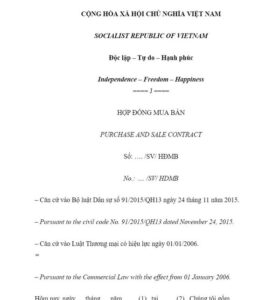 CỘNG HÒA XÃ HỘI CHỦ NGHĨA VIỆT NAM
SOCIALIST REPUBLIC OF VIETNAM
Độc lập – Tự do – Hạnh phúc
Independence – Freedom – Happiness
———— 1 ————
HỢP ĐỒNG MUA BÁN
PURCHASE AND SALE CONTRACT
Số: .... /SV/ HĐMB
No.: .... /SV/ HDMB
– Căn cứ vào Bộ luật Dân sự số 91/2015/QH13 ngày 24 tháng 11 năm 2015.
– Pursuant to the civil code No. 91/2015/QH13 dated November 24, 2015.
– Căn cứ vào Luật Thương mại có hiệu lực ngày 01/01/2006.
=
– Pursuant to the Commercial Law with the effect from 01 January 2006.
Hôm nay, ngày tháng năm (1) tại (2) Chúng tôi gồm